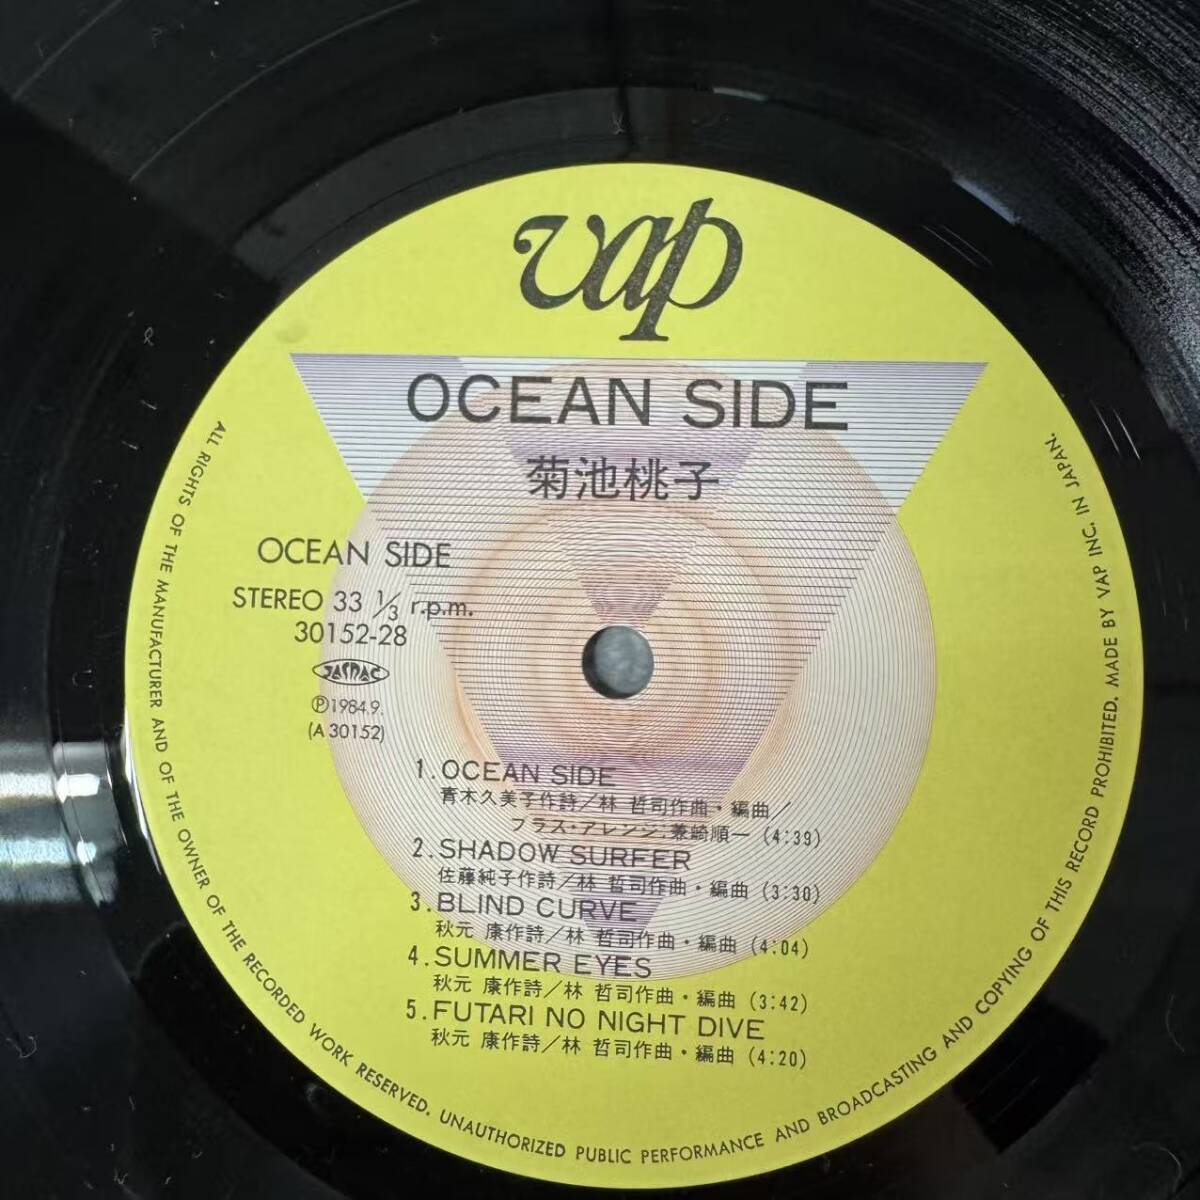 vap
OCEAN SIDE
菊池桃子
OCEAN SIDE
STEREO 33 1/3 r.p.m.
30152-28
JASRAC
Ⓟ1984.9.
(A 30152)
1.OCEAN SIDE
青木久美子作詩／林 哲司作曲・編曲／
ブラス・アレンジ:兼崎順一 (4:39)
2.SHADOW SURFER
佐藤純子作詩／林 哲司作曲・編曲 (3:30)
3.BLIND CURVE
秋元 康作詩／林 哲司作曲・編曲 (4:04)
4.SUMMER EYES
秋元 康作詩／林 哲司作曲・編曲 (3:42)
5.FUTARI NO NIGHT DIVE
秋元 康作詩／林 哲司作曲・編曲 (4:20)
ALL RIGHTS OF THE MANUFACTURER AND OF THE OWNER OF THE RECORDED WORK RESERVED. UNAUTHORIZED PUBLIC PERFORMANCE AND BROADCASTING AND COPYING OF THIS RECORD PROHIBITED. MADE BY VAP INC. IN JAPAN.